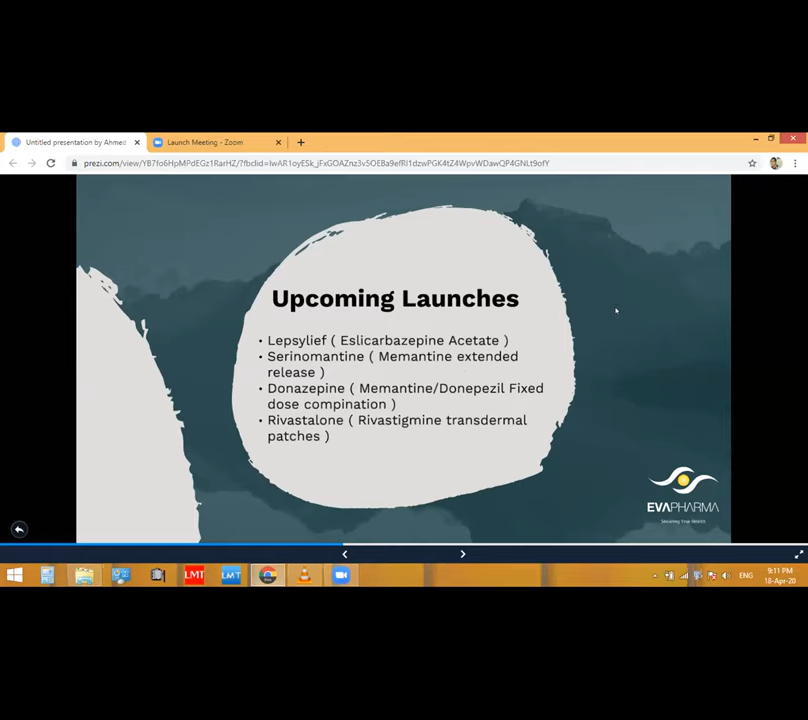 Untitled presentation by Ahmed
Launch Meeting - Zoom
prezi.com/view/YB7fo6HpMPdEGz1RarHZ/?fbclid=IwAR1oyESk_jFxGOAZnz3v5OEBa9efRl1dzwPGK4tZ4WpvWDawQP4GNLt9ofY
Upcoming Launches
• Lepsylief ( Eslicarbazepine Acetate )
• Serinomantine ( Memantine extended
release )
• Donazepine ( Memantine/Donepezil Fixed
dose compination )
• Rivastalone ( Rivastigmine transdermal
patches )
EVAPHARMA
Securing Your Health
LMT
LMT
ENG
9:11 PM
18-Apr-20